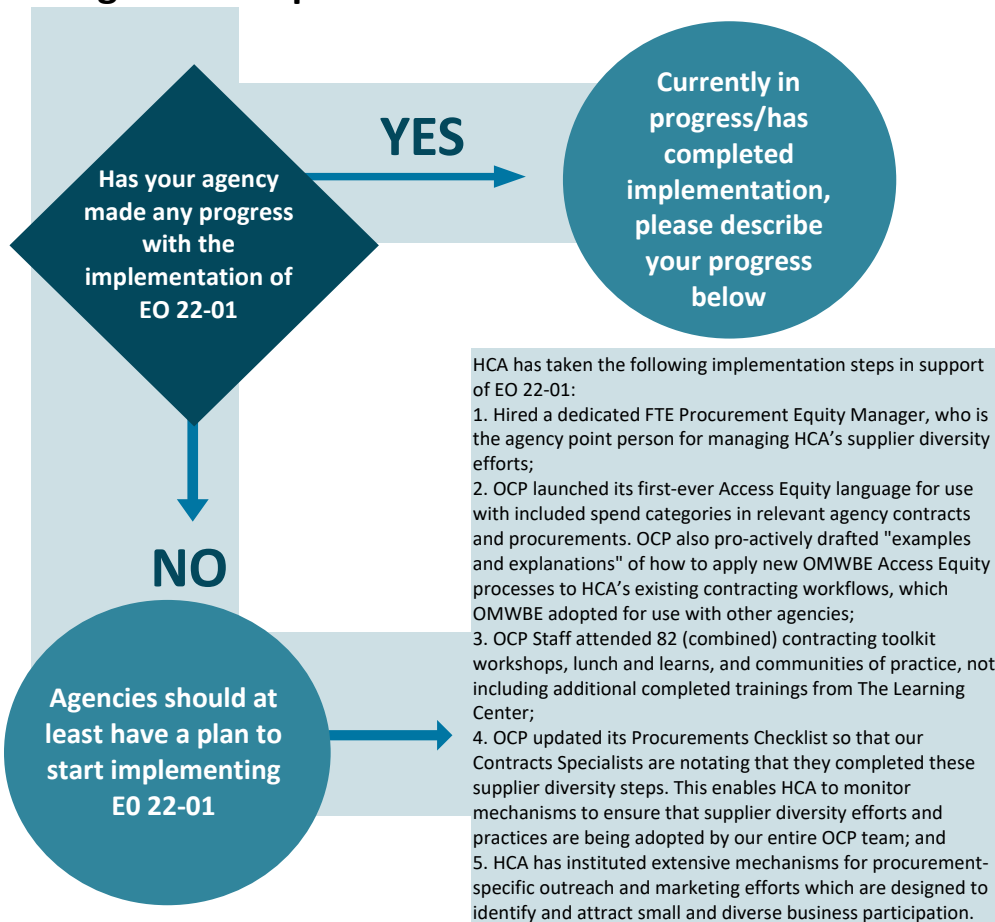 Has your agency
made any progress
with the
implementation of
EO 22-01
YES
Currently in
progress/has
completed
implementation,
please describe
your progress
below
NO
Agencies should at
least have a plan to
start implementing
E0 22-01
HCA has taken the following implementation steps in support
of EO 22-01:
1. Hired a dedicated FTE Procurement Equity Manager, who is
the agency point person for managing HCA’s supplier diversity
efforts;
2. OCP launched its first-ever Access Equity language for use
with included spend categories in relevant agency contracts
and procurements. OCP also pro-actively drafted "examples
and explanations" of how to apply new OMWBE Access Equity
processes to HCA’s existing contracting workflows, which
OMWBE adopted for use with other agencies;
3. OCP Staff attended 82 (combined) contracting toolkit
workshops, lunch and learns, and communities of practice, not
including additional completed trainings from The Learning
Center;
4. OCP updated its Procurements Checklist so that our
Contracts Specialists are notating that they completed these
supplier diversity steps. This enables HCA to monitor
mechanisms to ensure that supplier diversity efforts and
practices are being adopted by our entire OCP team; and
5. HCA has instituted extensive mechanisms for procurement-
specific outreach and marketing efforts which are designed to
identify and attract small and diverse business participation.